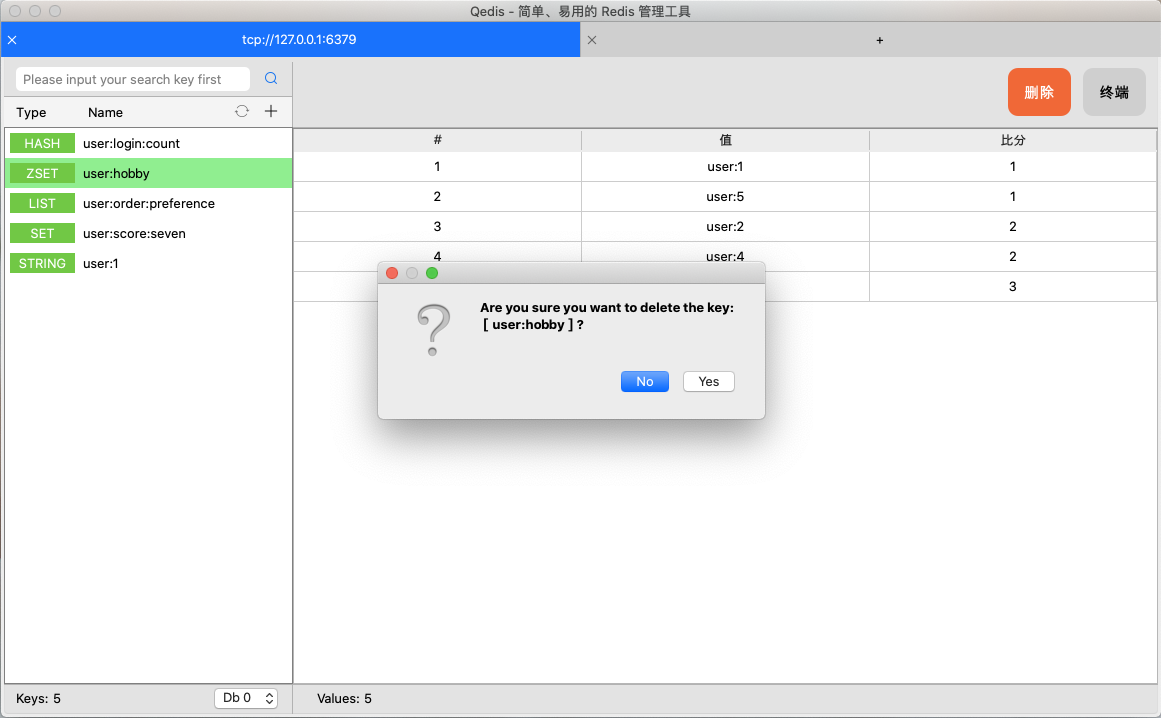 Qedis - 简单、易用的 Redis 管理工具
tcp://127.0.0.1:6379
+
Please input your search key first
删除
终端
Type Name
HASH user:login:count
ZSET user:hobby
LIST user:order:preference
SET user:score:seven
STRING user:1
# 值 比分
1 user:1 1
2 user:5 1
3 user:2 2
4 user:4 2
3
Are you sure you want to delete the key:
[ user:hobby ] ?
No Yes
Keys: 5
Db 0
Values: 5